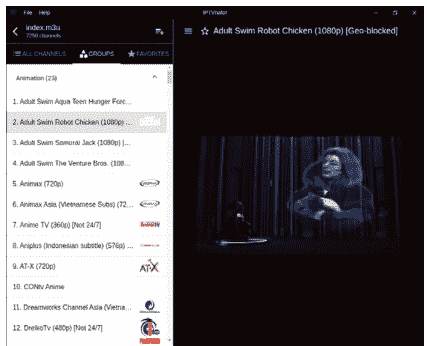 File Help
IPTVnator
index.m3u
7250 channels
ALL CHANNELS GROUPS FAVORITES
Adult Swim Robot Chicken (1080p) [Geo-blocked]
Animation (23)
1. Adult Swim Aqua Teen Hunger Forc...
2. Adult Swim Robot Chicken (1080p) ...
3. Adult Swim Samurai Jack (1080p) [...
4. Adult Swim The Venture Bros. (108...
5. Animax (720p)
6. Animax Asia (Vietnamese Subs) (72...
7. Anime TV (360p) [Not 24/7]
8. Aniplus (Indonesian subtitle) (576p) ...
9. AT-X (720p)
AT-X
10. CDNtv Anime
11. Dreamworks Channel Asia (Vietna...
12. DreikoTv (480p) [Not 24/7]